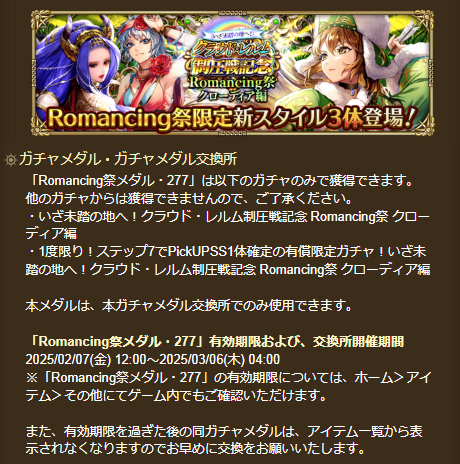 いざ未踏の地へ!
クラウド・レルム
制圧戦記念
Romancing祭
クローディア編
Romancing祭限定新スタイル3体登場!
ガチャメダル・ガチャメダル交換所
「Romancing祭メダル・277」は以下のガチャのみで獲得できます。
他のガチャからは獲得できませんので、ご了承ください。
・いざ未踏の地へ!クラウド・レルム制圧戦記念 Romancing祭 クロー
ディア編
・1度限り!ステップ7でPickUPSS1体確定の有償限定ガチャ!いざ未
踏の地へ!クラウド・レルム制圧戦記念 Romancing祭 クローディア編
本メダルは、本ガチャメダル交換所でのみ使用できます。
「Romancing祭メダル・277」有効期限および、交換所開催期間
2025/02/07(金) 12:00～2025/03/06(木) 04:00
※「Romancing祭メダル・277」の有効期限については、ホーム＞アイ
テム＞その他にてゲーム内でもご確認いただけます。
また、有効期限を過ぎた後の同ガチャメダルは、アイテム一覧から表
示されなくなりますのでお早めに交換をお願いいたします。